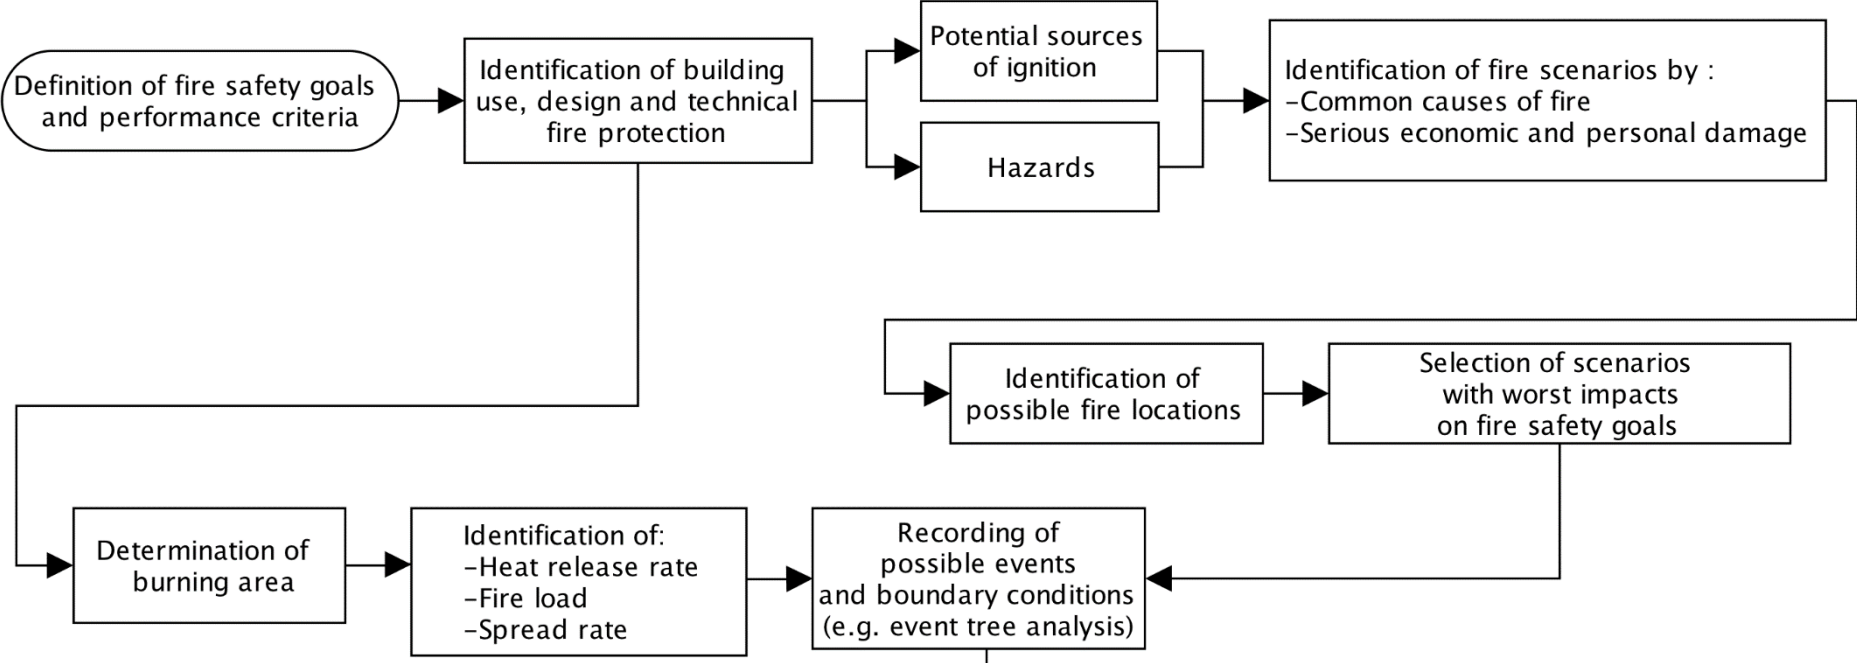 Definition of fire safety goals
and performance criteria
Identification of building
use, design and technical
fire protection
Potential sources
of ignition
Hazards
Identification of fire scenarios by :
-Common causes of fire
-Serious economic and personal damage
Identification of
possible fire locations
Selection of scenarios
with worst impacts
on fire safety goals
Determination of
burning area
Identification of:
-Heat release rate
-Fire load
-Spread rate
Recording of
possible events
and boundary conditions
(e.g. event tree analysis)